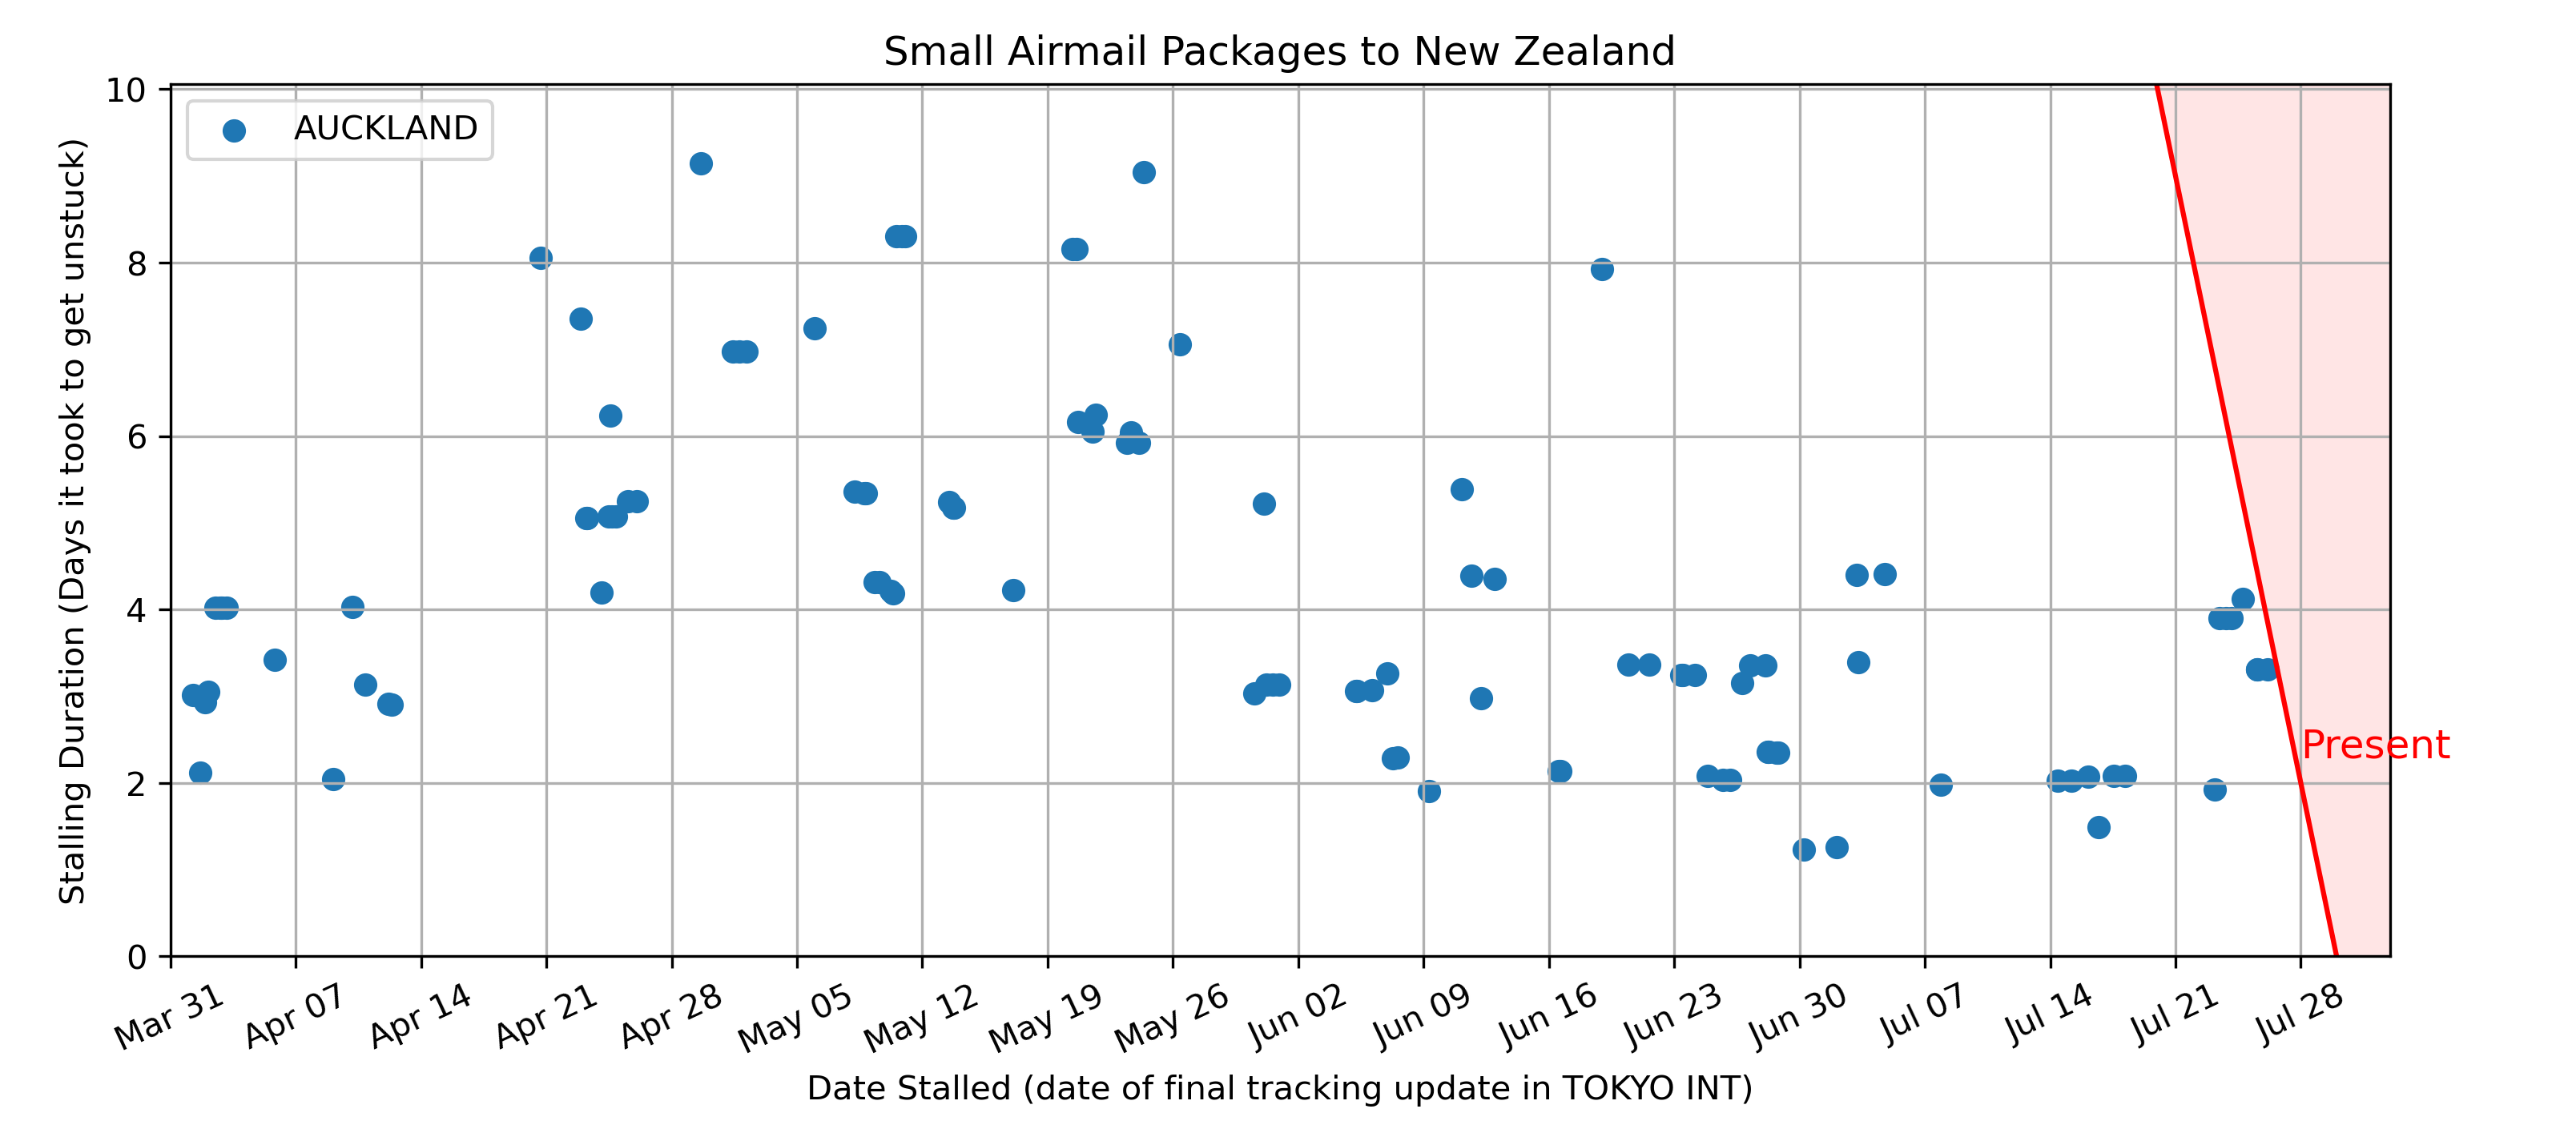 Small Airmail Packages to New Zealand
AUCKLAND
Stalling Duration (Days it took to get unstuck)
10
8
6
4
2
0
Present
Mar 31
Apr 07
Apr 14
Apr 21
Apr 28
May 05
May 12
May 19
May 26
Jun 02
Jun 09
Jun 16
Jun 23
Jun 30
Jul 07
Jul 14
Jul 21
Jul 28
Date Stalled (date of final tracking update in TOKYO INT)